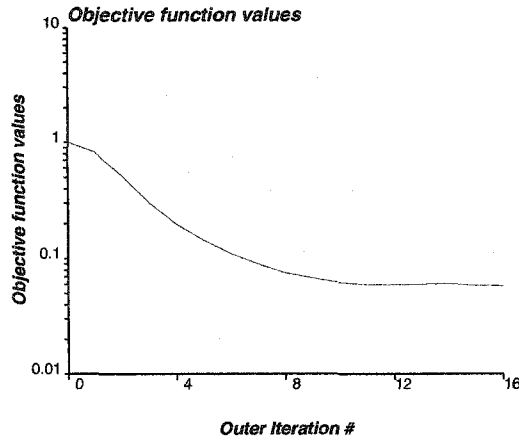 Objective function values
10
1
0.1
0.01
Objective function values
0 4 8 12 16
Outer Iteration #